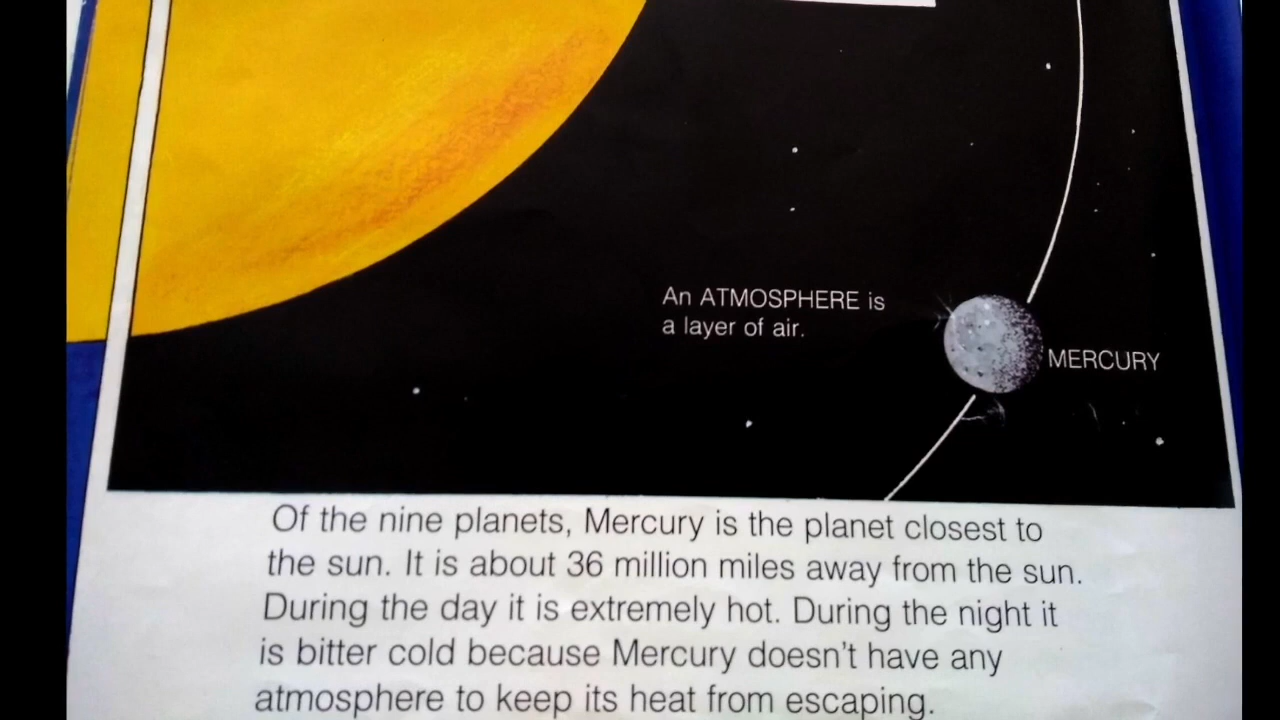 An ATMOSPHERE is
a layer of air.
MERCURY
Of the nine planets, Mercury is the planet closest to
the sun. It is about 36 million miles away from the sun.
During the day it is extremely hot. During the night it
is bitter cold because Mercury doesn't have any
atmosphere to keep its heat from escaping.